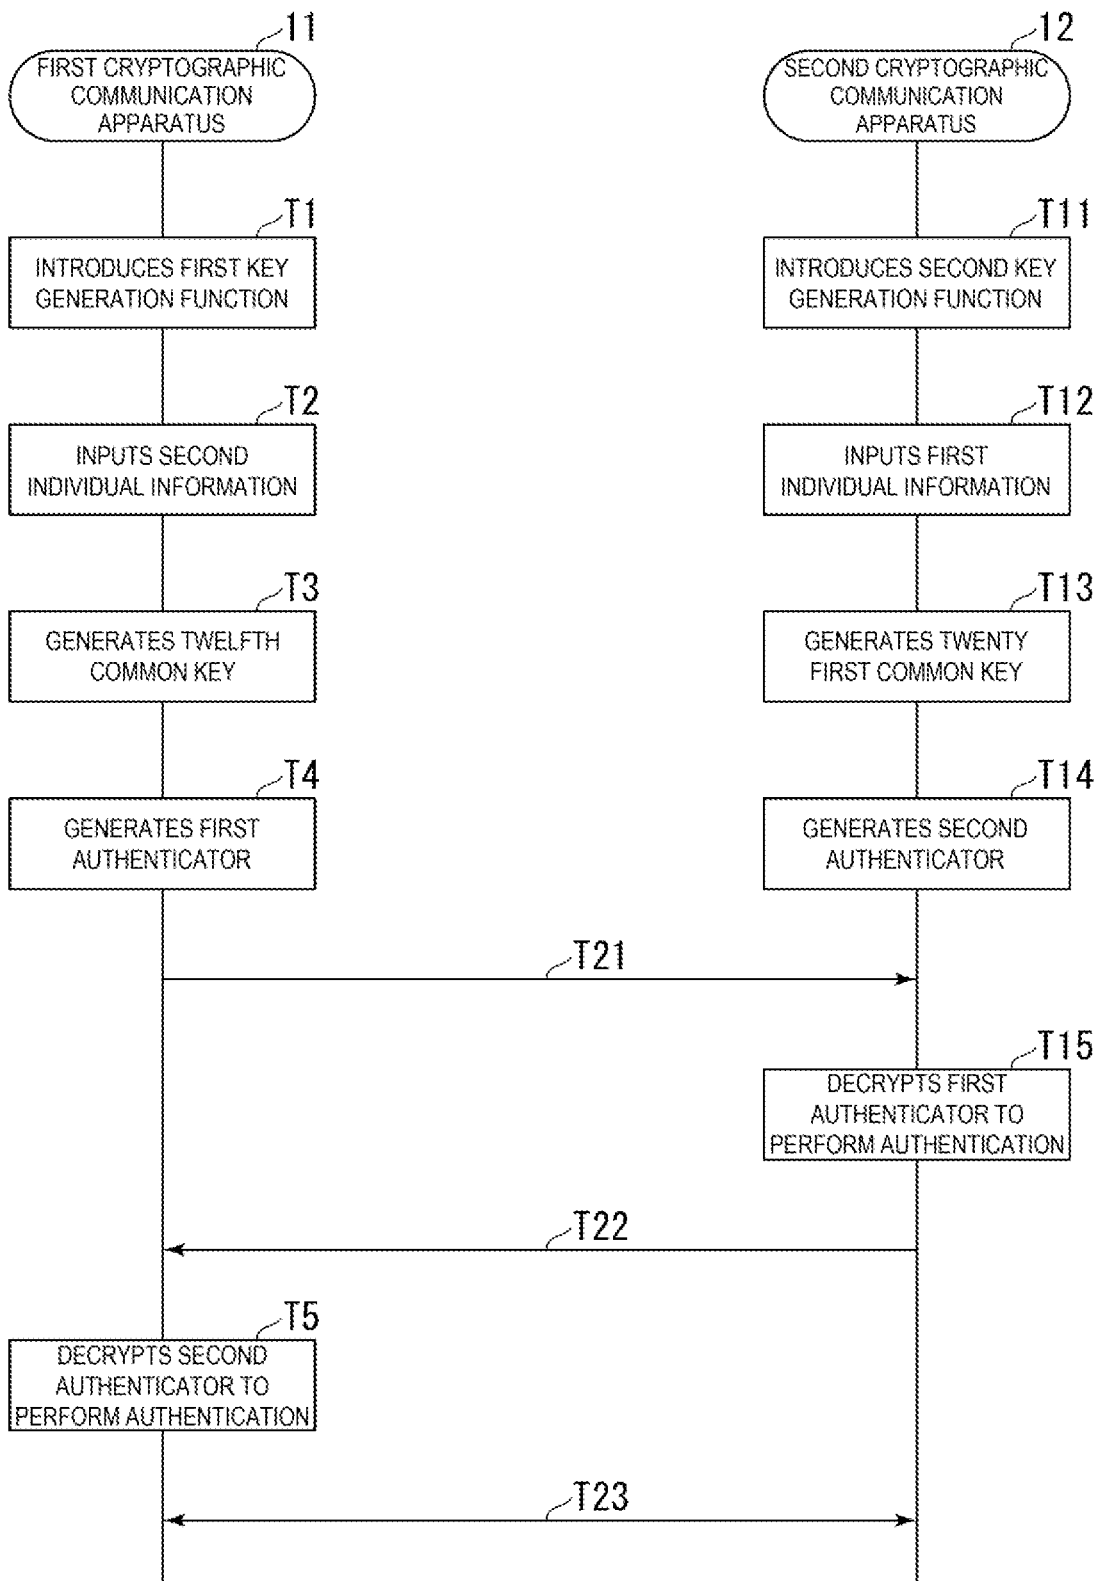 11
FIRST CRYPTOGRAPHIC
COMMUNICATION
APPARATUS
12
SECOND CRYPTOGRAPHIC
COMMUNICATION
APPARATUS
T1
INTRODUCES FIRST KEY
GENERATION FUNCTION
T11
INTRODUCES SECOND KEY
GENERATION FUNCTION
T2
INPUTS SECOND
INDIVIDUAL INFORMATION
T12
INPUTS FIRST
INDIVIDUAL INFORMATION
T3
GENERATES TWELFTH
COMMON KEY
T13
GENERATES TWENTY
FIRST COMMON KEY
T4
GENERATES FIRST
AUTHENTICATOR
T14
GENERATES SECOND
AUTHENTICATOR
T21
T15
DECRYPTS FIRST
AUTHENTICATOR TO
PERFORM AUTHENTICATION
T22
T5
DECRYPTS SECOND
AUTHENTICATOR TO
PERFORM AUTHENTICATION
T23